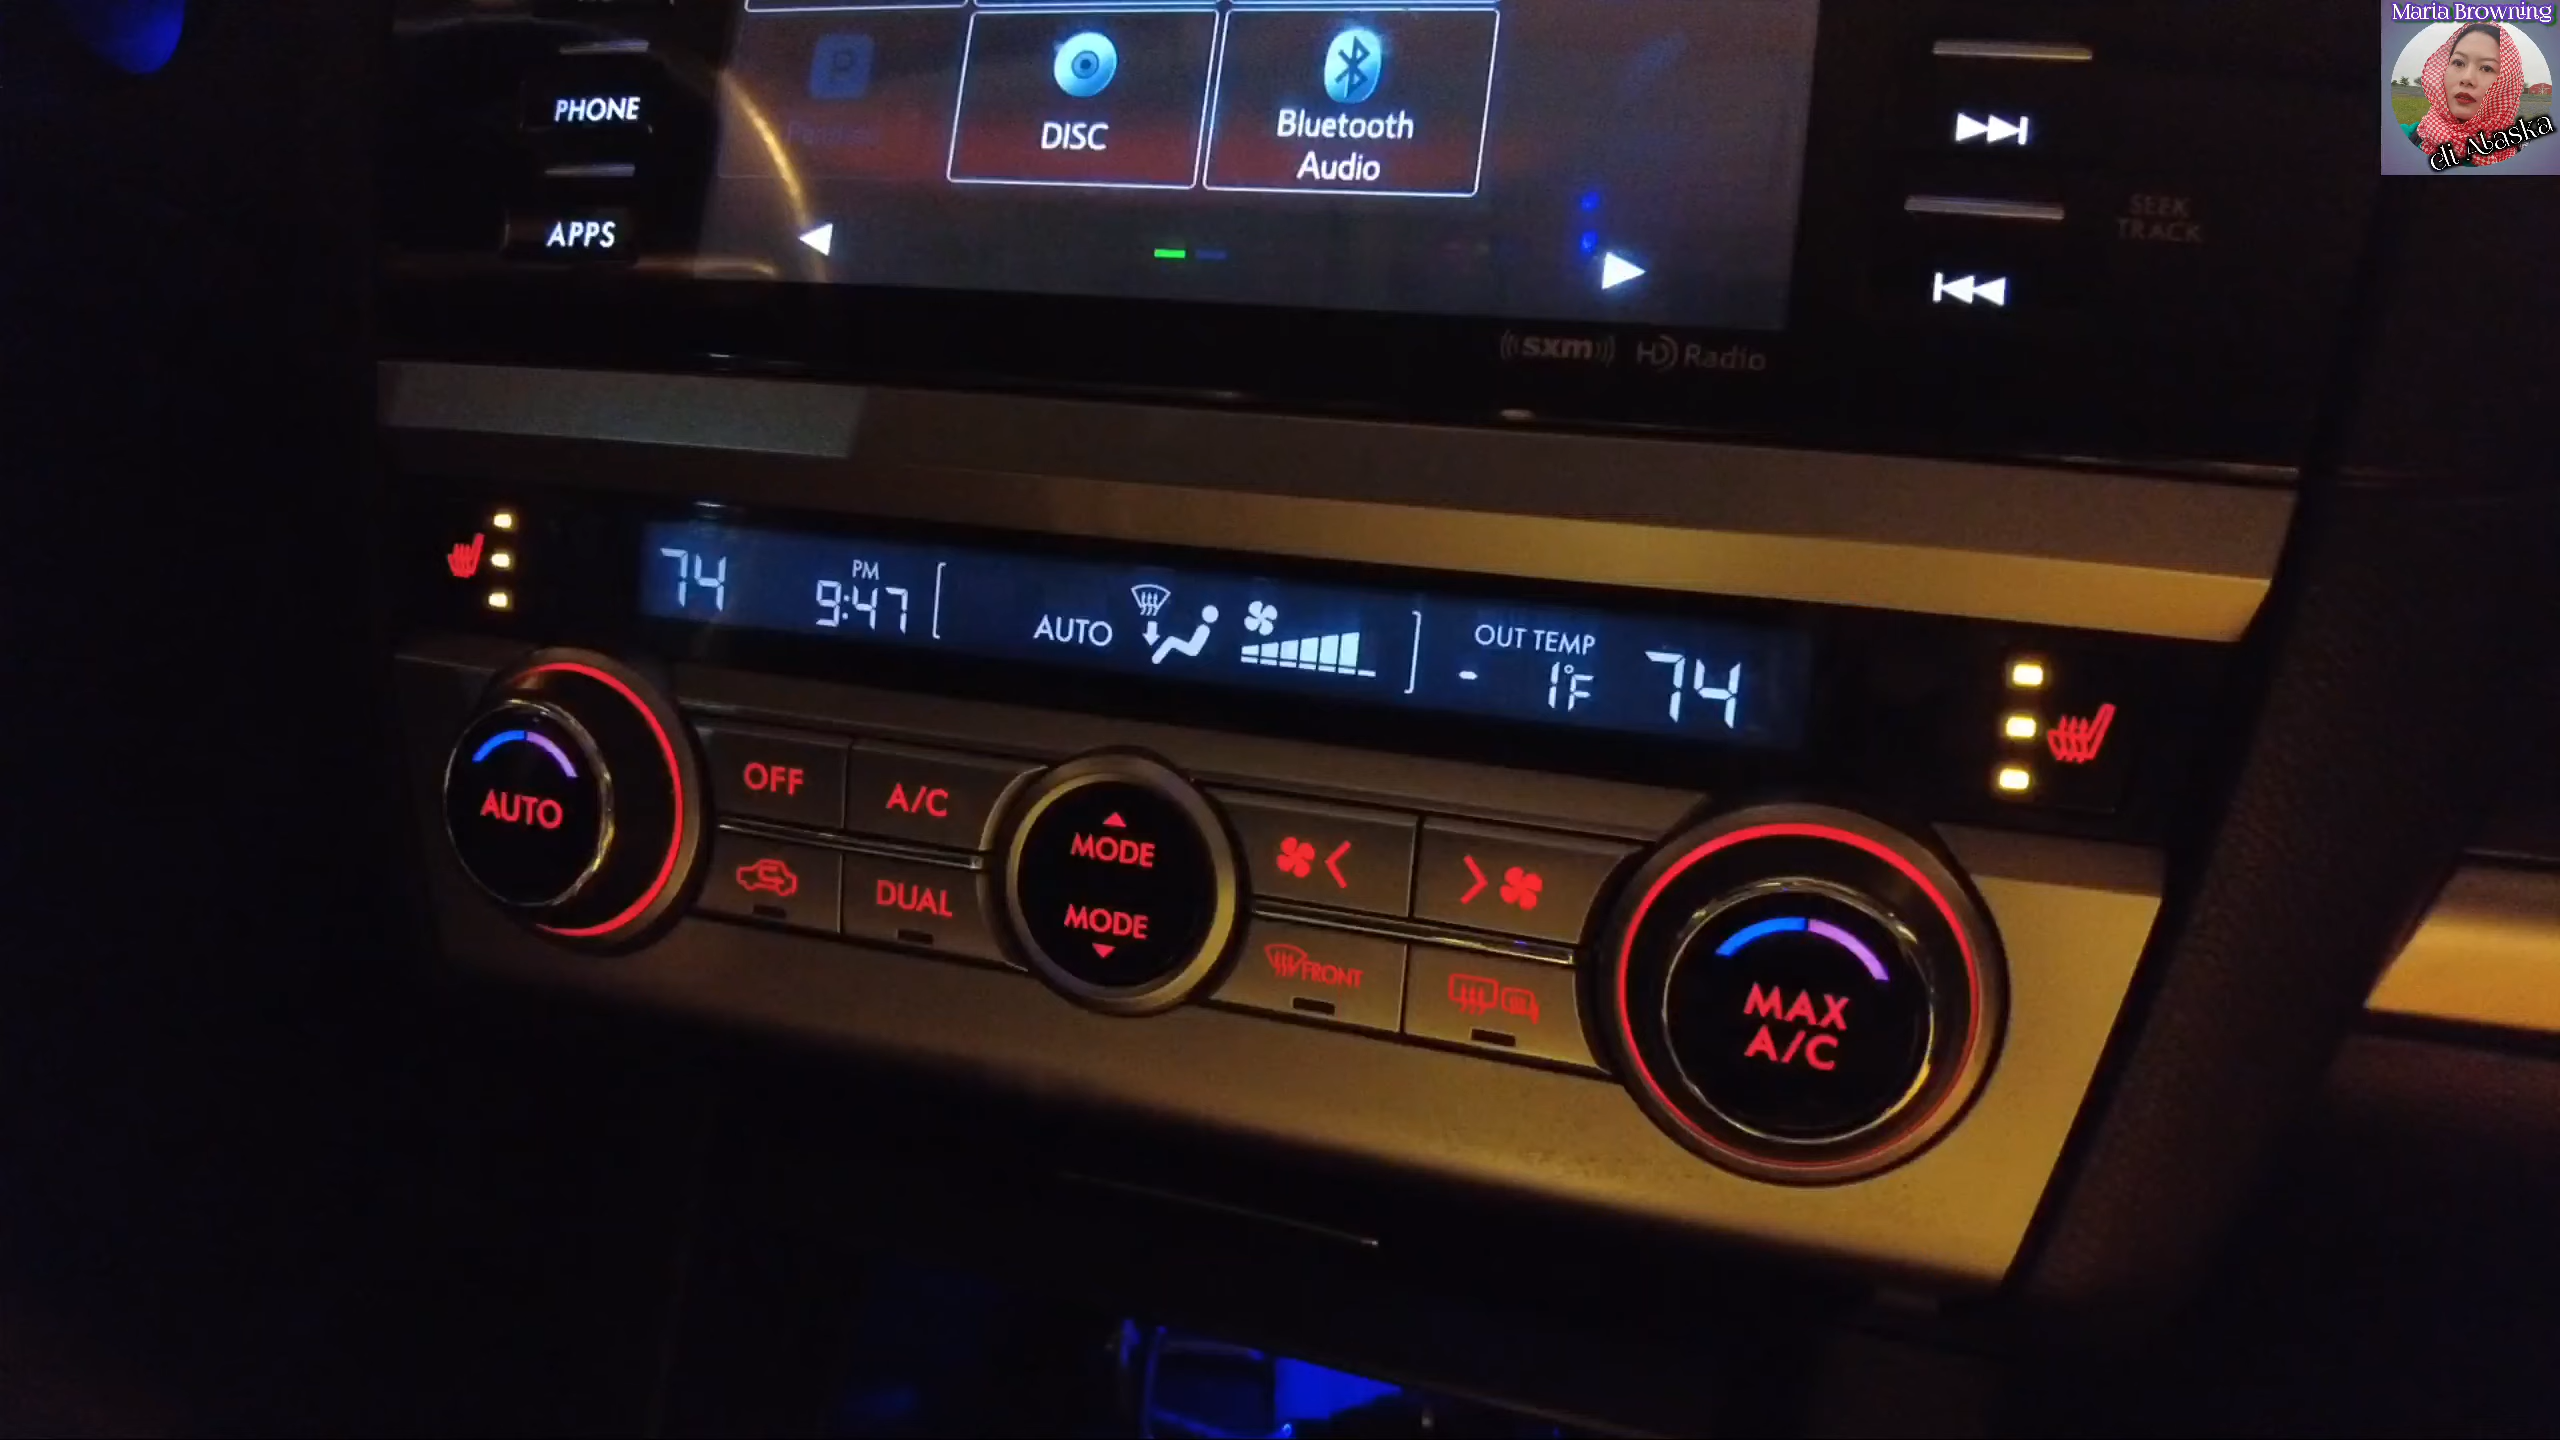 Maria Browning
di Alaska
PHONE
APPS
DISC
Bluetooth
Audio
SEEK
TRACK
sxm
HD Radio
74
PM
9:47
AUTO
OUT TEMP
- 1°F
74
AUTO
OFF
A/C
DUAL
MODE
MODE
FRONT
MAX
A/C